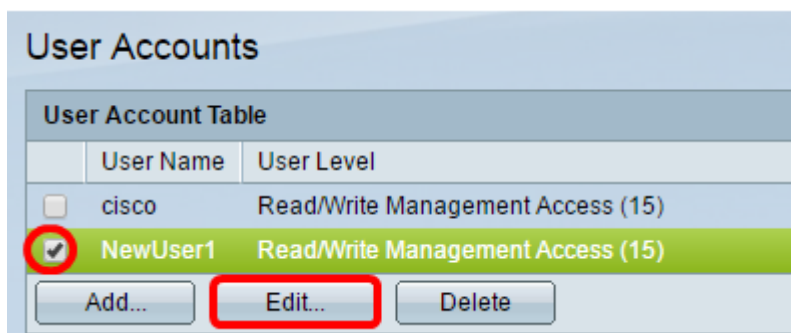 User Accounts
User Account Table
User Name User Level
cisco Read/Write Management Access (15)
NewUser1 Read/Write Management Access (15)
Add... Edit... Delete